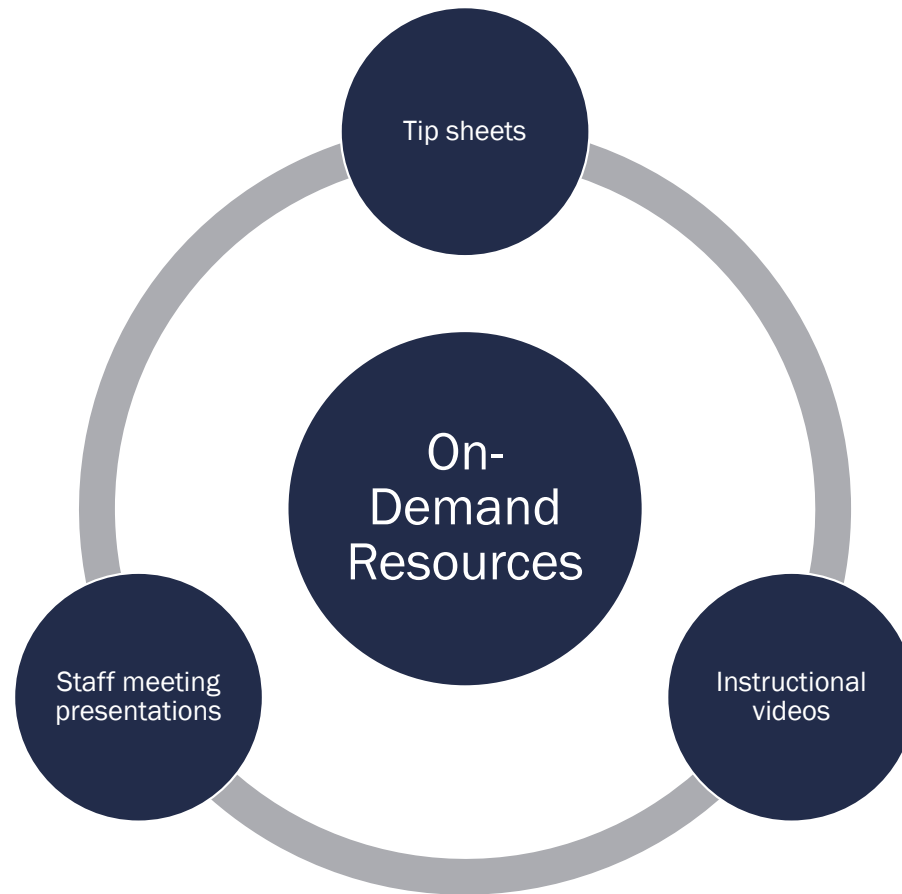 Tip sheets
On-
Demand
Resources
Staff meeting
presentations
Instructional
videos